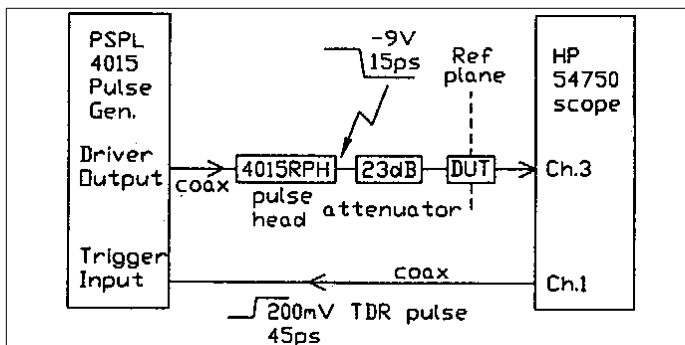 PSPL
4015
Pulse
Gen.
Driver
Output
Trigger
Input
coax
4015RPH
pulse
head
-9V
15ps
23dB
attenuator
Ref
plane
DUT
HP
54750
scope
Ch.3
Ch.1
coax
200mV TDR pulse
45ps